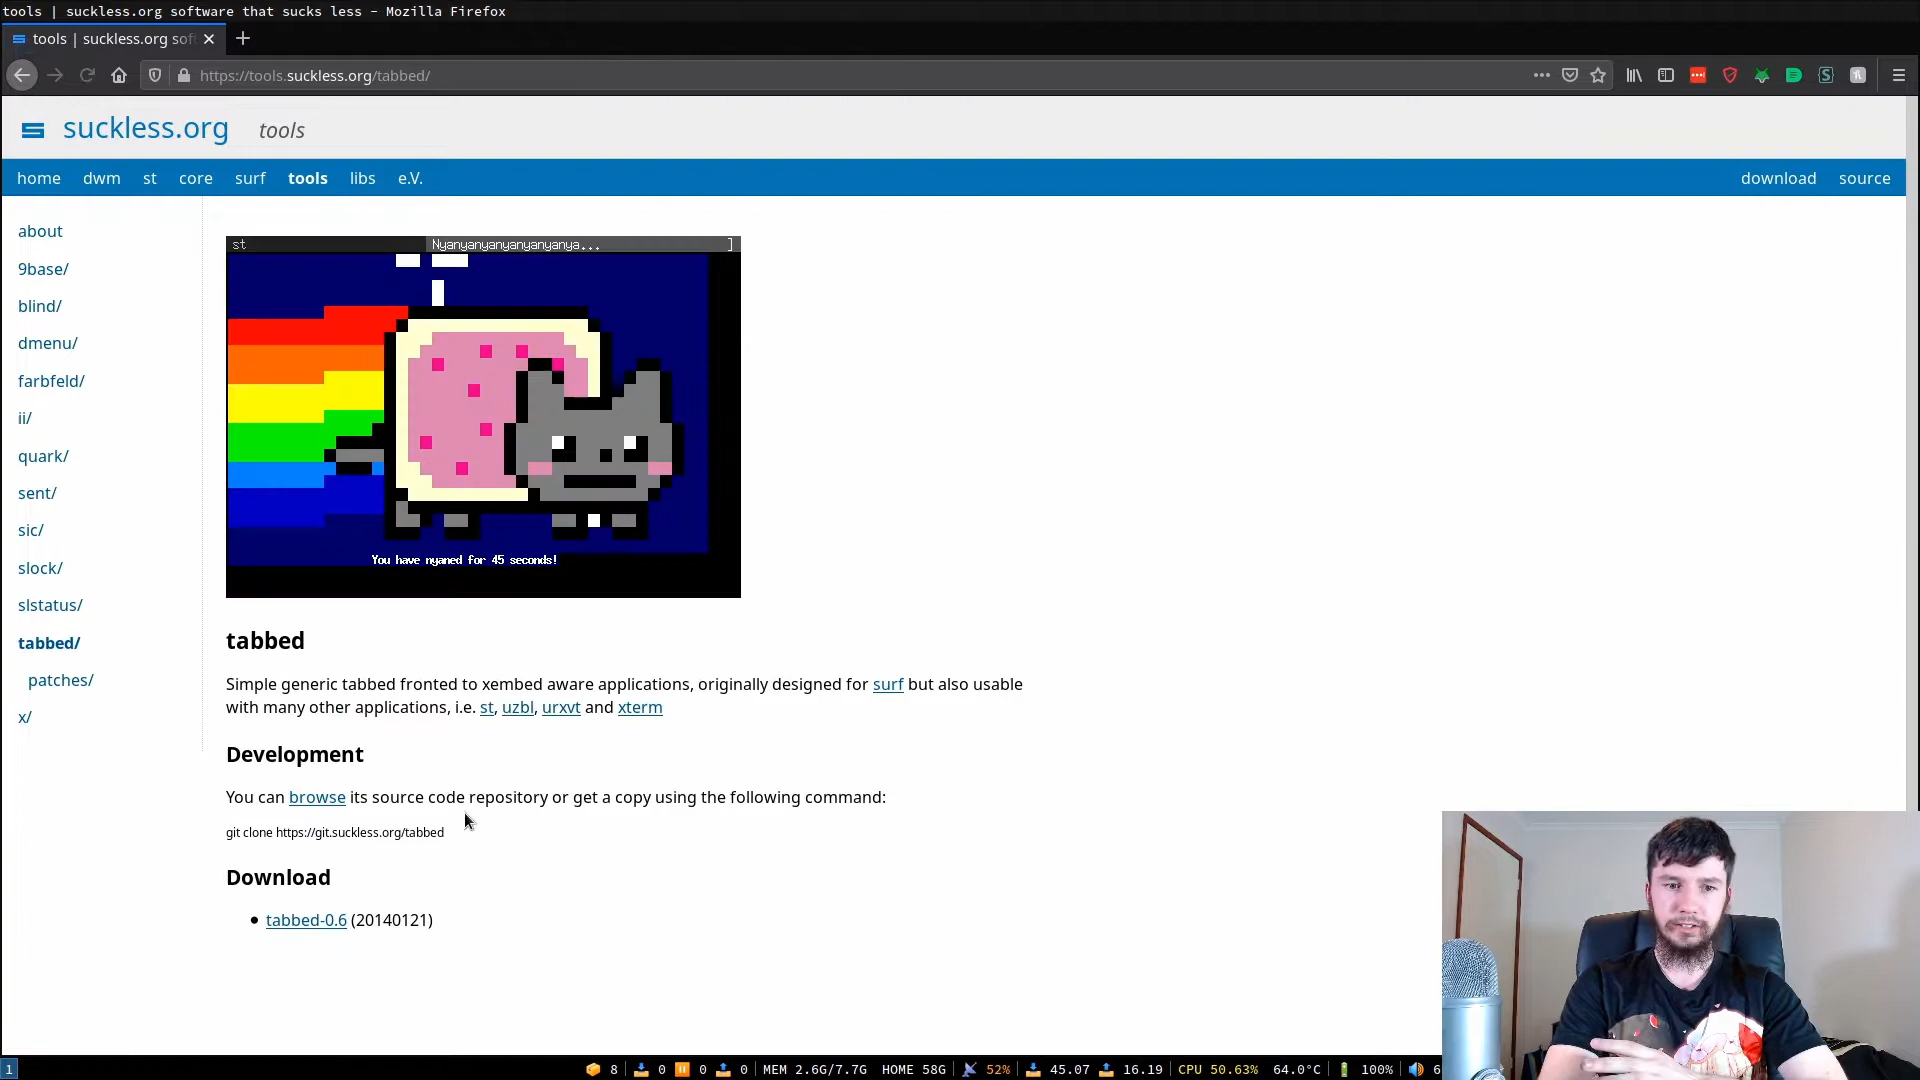 tools | suckless.org software that sucks less - Mozilla Firefox
tools | suckless.org sof
https://tools.suckless.org/tabbed/
suckless.org tools
home dwm st core surf tools libs e.V. download source
about
9base/
blind/
dmenu/
farbfeld/
ii/
quark/
sent/
sic/
slock/
slstatus/
tabbed/
patches/
x/
st Nyanyanyanyanyanyanya... ]
You have nyaned for 45 seconds!
tabbed
Simple generic tabbed fronted to xembed aware applications, originally designed for surf but also usable
with many other applications, i.e. st, uzbl, urxvt and xterm
Development
You can browse its source code repository or get a copy using the following command:
git clone https://git.suckless.org/tabbed
Download
tabbed-0.6 (20140121)
1 8 0 0 0 MEM 2.6G/7.7G HOME 58G 52% 45.07 16.19 CPU 50.63% 64.0°C 100% 6